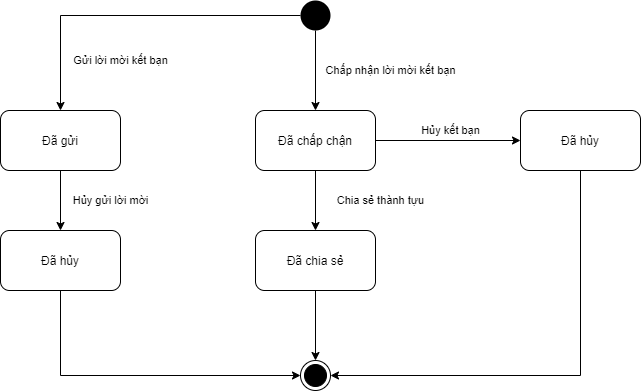 Gửi lời mời kết bạn
Chấp nhận lời mời kết bạn
Đã gửi
Đã chấp chận
Hủy kết bạn
Đã hủy
Hủy gửi lời mời
Chia sẻ thành tựu
Đã hủy
Đã chia sẻ